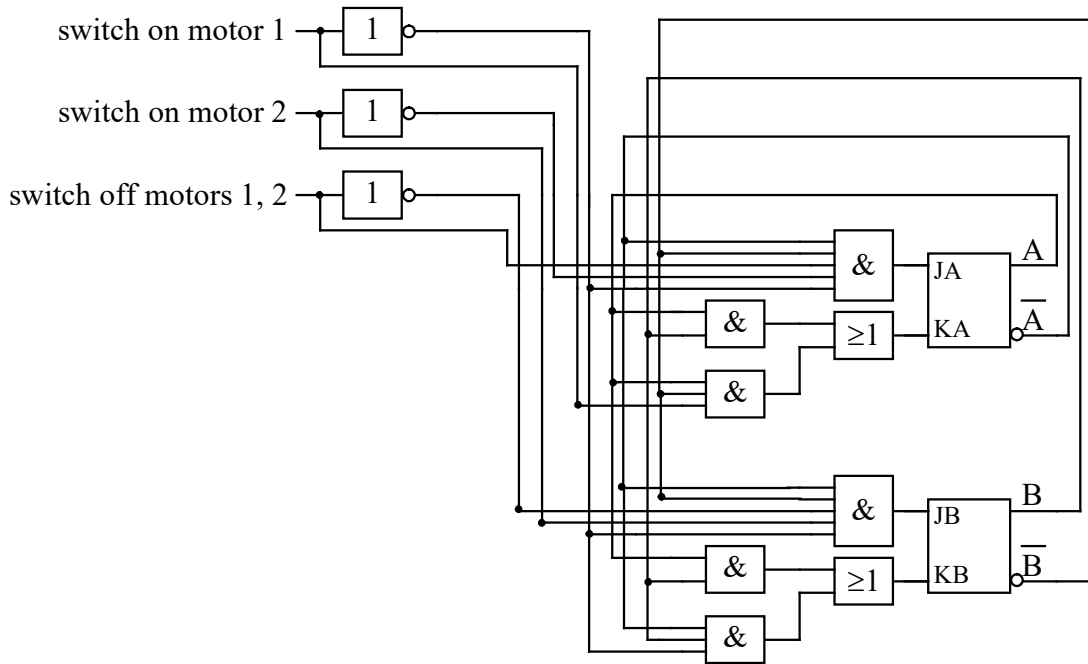 switch on motor 1
1
switch on motor 2
1
switch off motors 1, 2
1
&
JA
A
KA
A̅
&
≥1
&
&
JB
B
KB
B̅
&
≥1
&